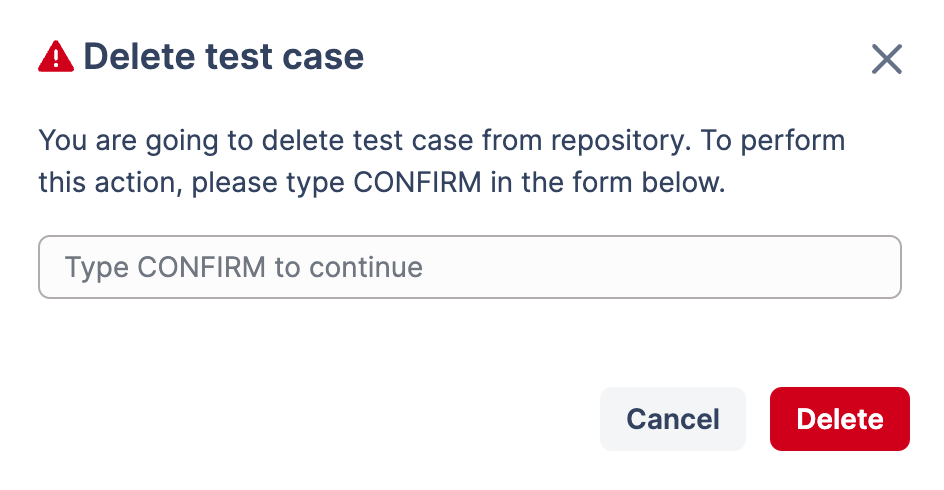 Delete test case
You are going to delete test case from repository. To perform
this action, please type CONFIRM in the form below.
Type CONFIRM to continue
Cancel
Delete